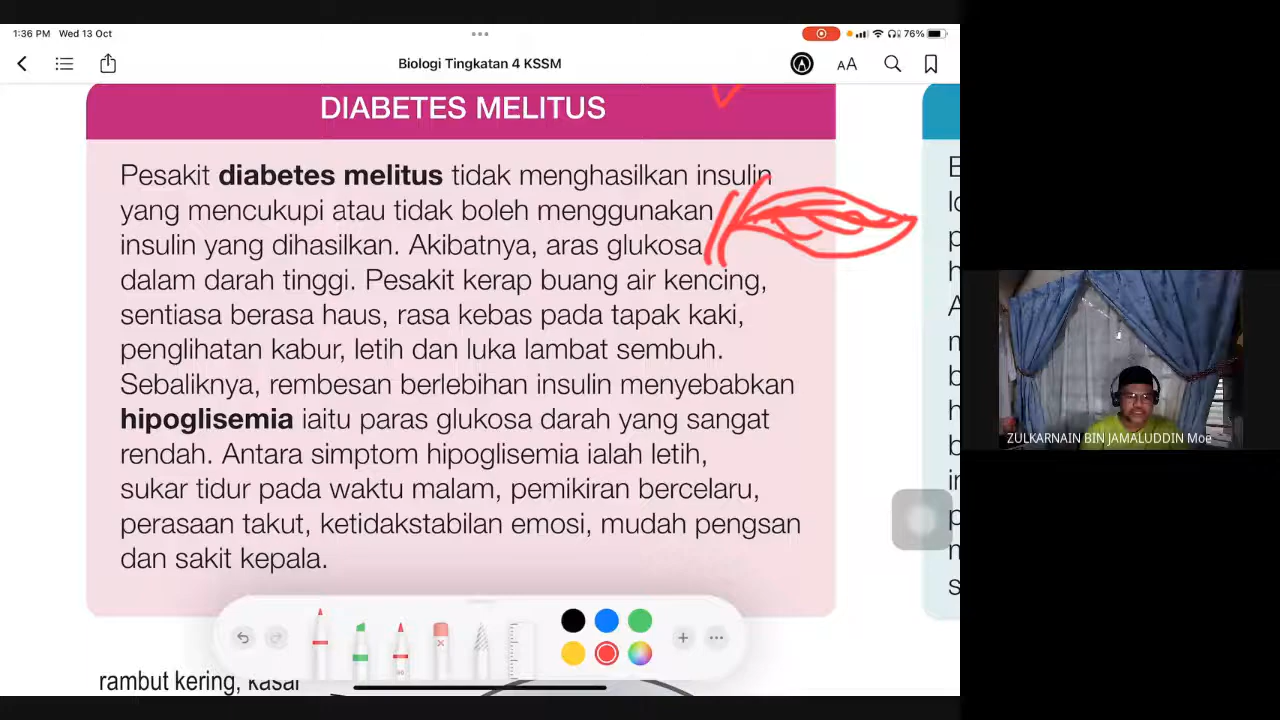 1:36 PM Wed 13 Oct
76%
Biologi Tingkatan 4 KSSM
AA
DIABETES MELITUS
Pesakit diabetes melitus tidak menghasilkan insulin
yang mencukupi atau tidak boleh menggunakan
insulin yang dihasilkan. Akibatnya, aras glukosa
dalam darah tinggi. Pesakit kerap buang air kencing,
sentiasa berasa haus, rasa kebas pada tapak kaki,
penglihatan kabur, letih dan luka lambat sembuh.
Sebaliknya, rembesan berlebihan insulin menyebabkan
hipoglisemia iaitu paras glukosa darah yang sangat
rendah. Antara simptom hipoglisemia ialah letih,
sukar tidur pada waktu malam, pemikiran bercelaru,
perasaan takut, ketidakstabilan emosi, mudah pengsan
dan sakit kepala.
rambut kering, kasar
ZULKARNAIN BIN JAMALUDDIN Moe